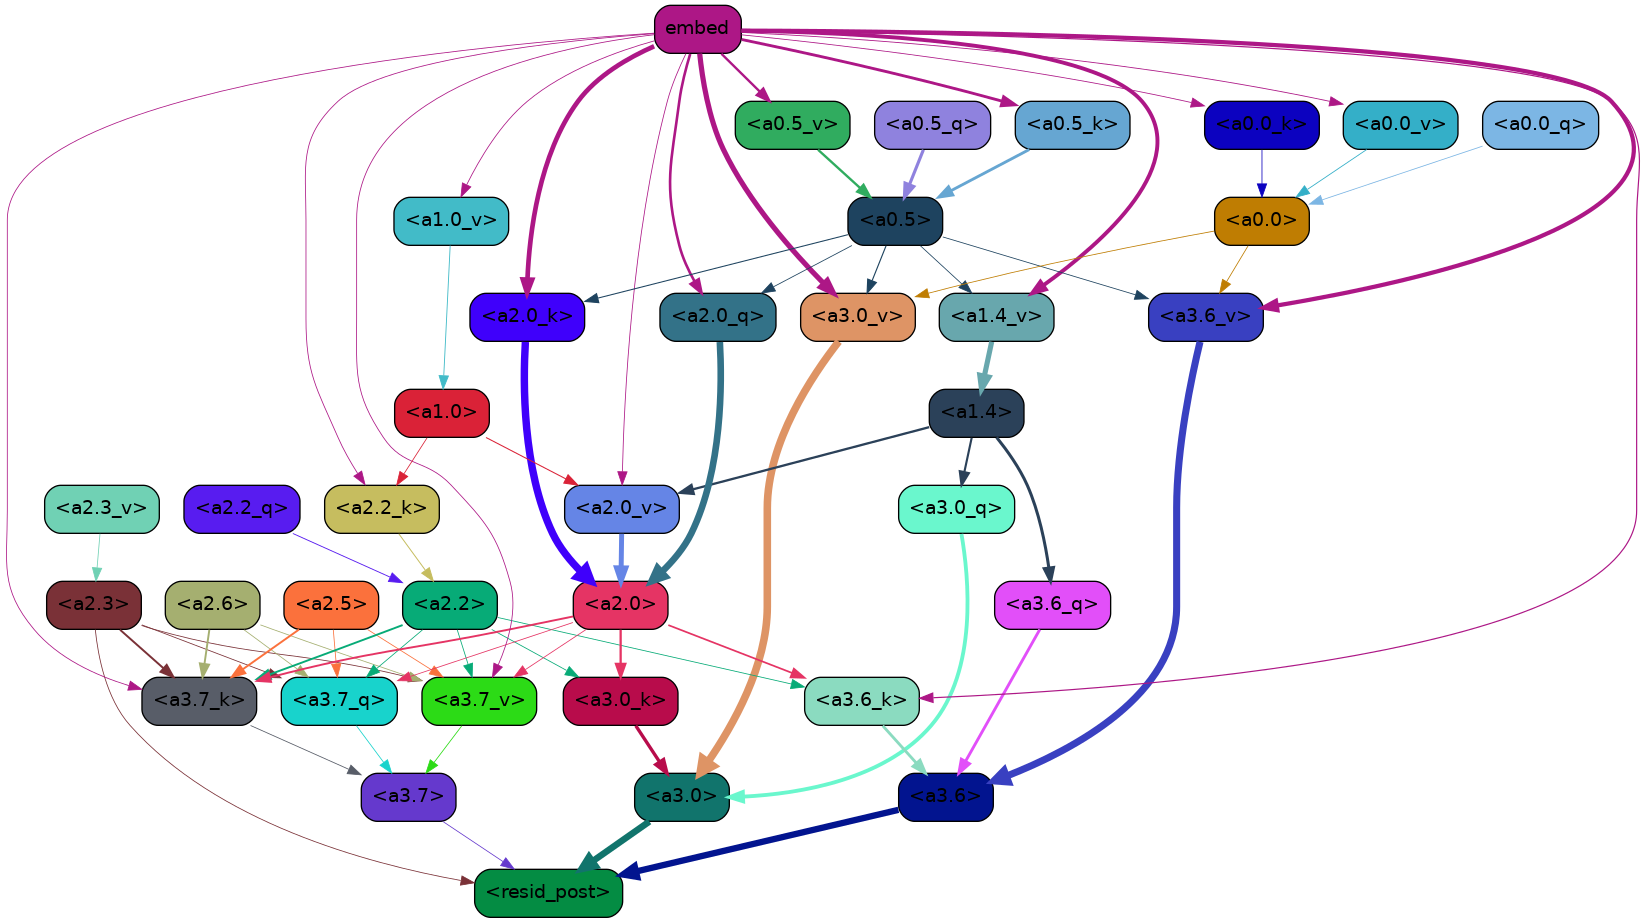 embed
<a0.5_v>
<a0.5_q>
<a0.5_k>
<a0.0_k>
<a0.0_v>
<a0.0_q>
<a1.0_v>
<a0.5>
<a0.0>
<a2.0_k>
<a2.0_q>
<a3.0_v>
<a1.4_v>
<a3.6_v>
<a1.0>
<a1.4>
<a2.3_v>
<a2.2_q>
<a2.2_k>
<a2.0_v>
<a3.0_q>
<a2.3>
<a2.6>
<a2.5>
<a2.2>
<a2.0>
<a3.6_q>
<a3.7_k>
<a3.7_q>
<a3.7_v>
<a3.0_k>
<a3.6_k>
<a3.7>
<a3.0>
<a3.6>
<resid_post>